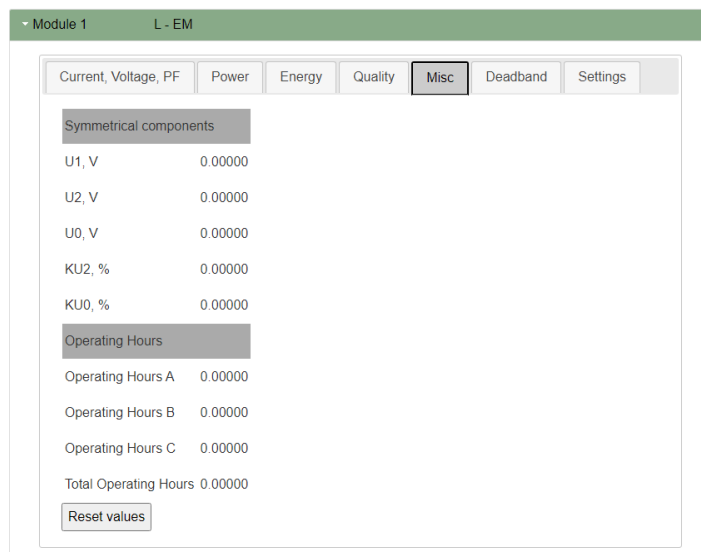 Module 1 L - EM
Current, Voltage, PF Power Energy Quality Misc Deadband Settings
Symmetrical components
U1, V 0.00000
U2, V 0.00000
U0, V 0.00000
KU2, % 0.00000
KU0, % 0.00000
Operating Hours
Operating Hours A 0.00000
Operating Hours B 0.00000
Operating Hours C 0.00000
Total Operating Hours 0.00000
Reset values